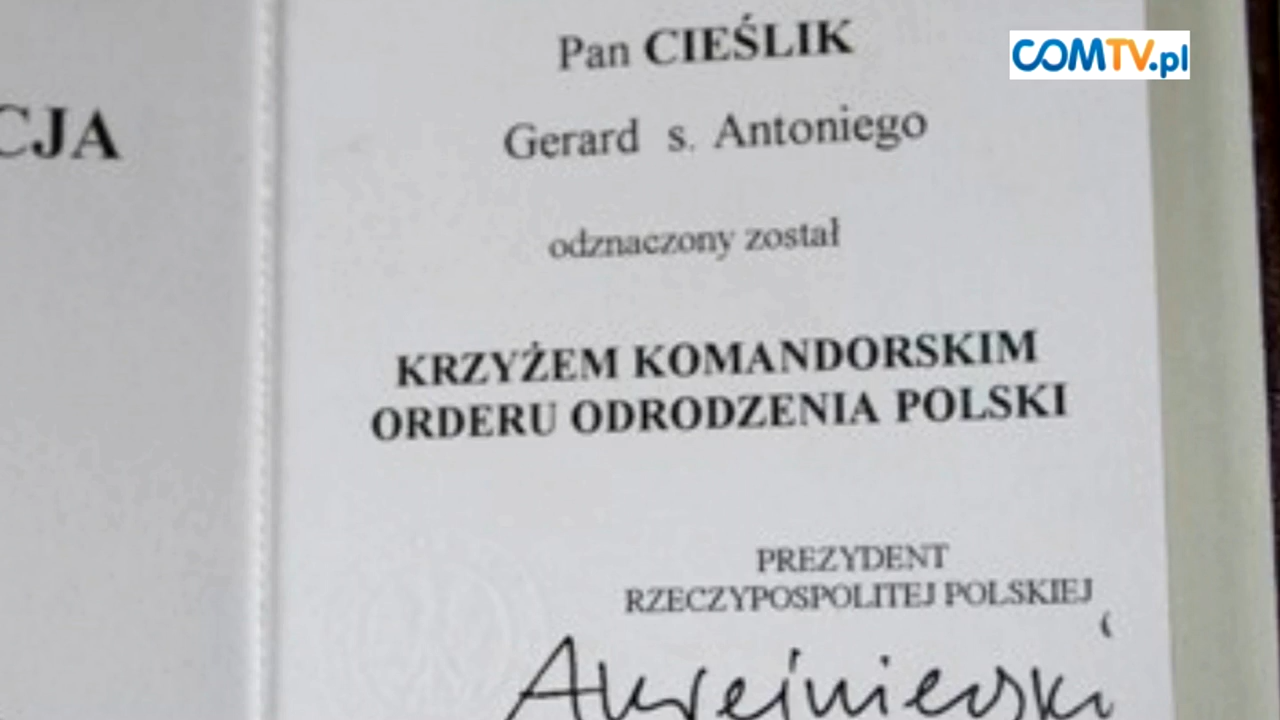 COMTV.pl
CJA
Pan CIEŚLIK
Gerard s. Antoniego
odznaczony został
KRZYŻEM KOMANDORSKIM
ORDERU ODRODZENIA POLSKI
PREZYDENT
RZECZYPOSPOLITEJ POLSKIEJ